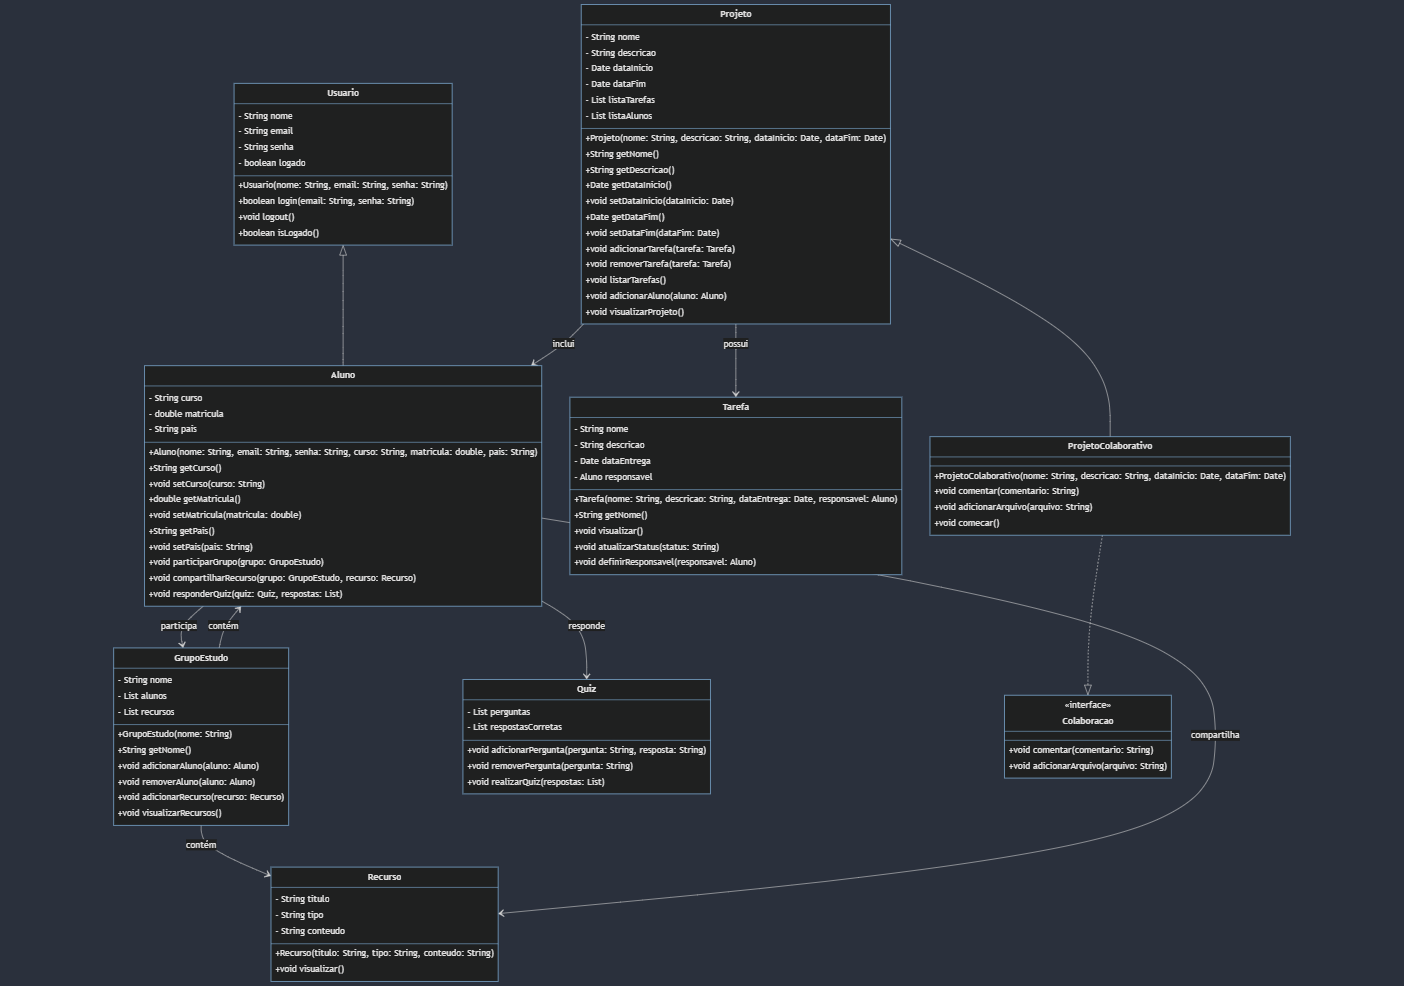 Projeto
- String nome
- String descricao
- Date dataInicio
- Date dataFim
- List listaTarefas
- List listaAlunos
+Projeto(nome: String, descricao: String, dataInicio: Date, dataFim: Date)
+String getNome()
+String getDescricao()
+Date getDataInicio()
+void setDataInicio(dataInicio: Date)
+Date getDataFim()
+void setDataFim(dataFim: Date)
+void adicionarTarefa(tarefa: Tarefa)
+void removerTarefa(tarefa: Tarefa)
+void listarTarefas()
+void adicionarAluno(aluno: Aluno)
+void visualizarProjeto()
Usuario
- String nome
- String email
- String senha
- boolean logado
+Usuario(nome: String, email: String, senha: String)
+boolean login(email: String, senha: String)
+void logout()
+boolean isLogado()
inclui
possui
Aluno
- String curso
- double matricula
- String pais
+Aluno(nome: String, email: String, senha: String, curso: String, matricula: double, pais: String)
+String getCurso()
+void setCurso(curso: String)
+double getMatricula()
+void setMatricula(matricula: double)
+String getPais()
+void setPais(pais: String)
+void participarGrupo(grupo: GrupoEstudo)
+void compartilharRecurso(grupo: GrupoEstudo, recurso: Recurso)
+void responderQuiz(quiz: Quiz, respostas: List)
Tarefa
- String nome
- String descricao
- Date dataEntrega
- Aluno responsavel
+Tarefa(nome: String, descricao: String, dataEntrega: Date, responsavel: Aluno)
+String getNome()
+void visualizar()
+void atualizarStatus(status: String)
+void definirResponsavel(responsavel: Aluno)
ProjetoColaborativo
+ProjetoColaborativo(nome: String, descricao: String, dataInicio: Date, dataFim: Date)
+void comentar(comentario: String)
+void adicionarArquivo(arquivo: String)
+void comecar()
participa
contém
responde
GrupoEstudo
- String nome
- List alunos
- List recursos
+GrupoEstudo(nome: String)
+String getNome()
+void adicionarAluno(aluno: Aluno)
+void removerAluno(aluno: Aluno)
+void adicionarRecurso(recurso: Recurso)
+void visualizarRecursos()
Quiz
- List perguntas
- List respostasCorretas
+void adicionarPergunta(pergunta: String, resposta: String)
+void removerPergunta(pergunta: String)
+void realizarQuiz(respostas: List)
«interface»
Colaboracao
+void comentar(comentario: String)
+void adicionarArquivo(arquivo: String)
compartilha
contém
Recurso
- String titulo
- String tipo
- String conteudo
+Recurso(titulo: String, tipo: String, conteudo: String)
+void visualizar()